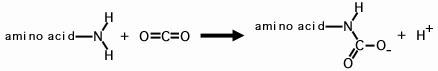 amino acid—N H H + O=C=O → amino acid—N H C O O- + H+